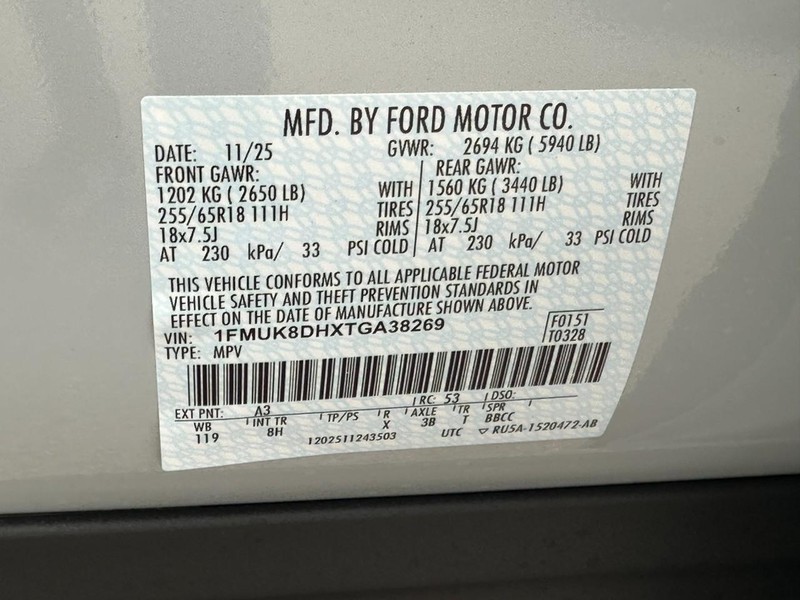 MFD. BY FORD MOTOR CO.
DATE: 11/25 GVWR: 2694 KG ( 5940 LB)
FRONT GAWR: REAR GAWR:
1202 KG ( 2650 LB) WITH 1560 KG ( 3440 LB) WITH
255/65R18 111H TIRES 255/65R18 111H TIRES
18x7.5J RIMS 18x7.5J RIMS
AT 230 kPa/ 33 PSI COLD AT 230 kPa/ 33 PSI COLD
THIS VEHICLE CONFORMS TO ALL APPLICABLE FEDERAL MOTOR
VEHICLE SAFETY AND THEFT PREVENTION STANDARDS IN
EFFECT ON THE DATE OF MANUFACTURE SHOWN ABOVE.
VIN: 1FMUK8DHXTGA38269 F0151
TYPE: MPV T0328
EXT PNT: A3 RC: 53 DSO:
WB INT TR TP/PS R AXLE TR SPR
119 8H X 3B T BBCC
1202511243503 UTC ▽ RU5A-1520472-AB